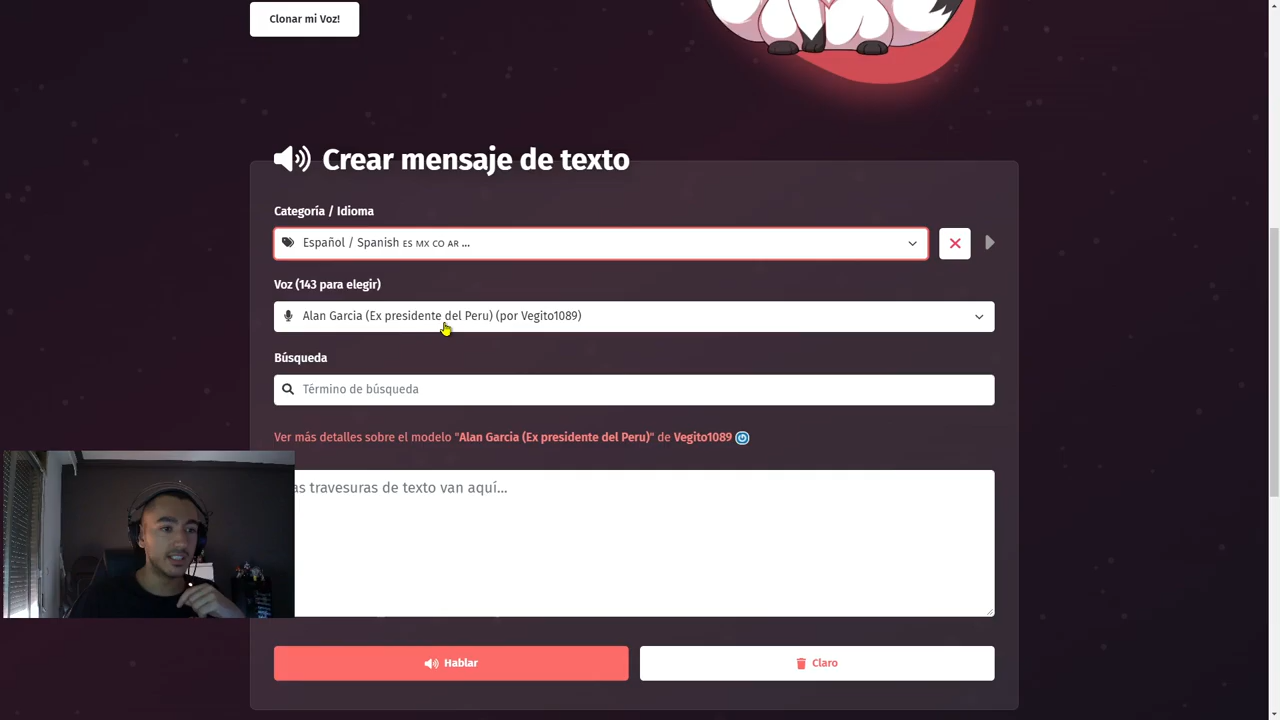 Clonar mi Voz!
Crear mensaje de texto
Categoría / Idioma
Español / Spanish ES MX CO AR ...
Voz (143 para elegir)
Alan Garcia (Ex presidente del Peru) (por Vegito1089)
Búsqueda
Término de búsqueda
Ver más detalles sobre el modelo "Alan Garcia (Ex presidente del Peru)" de Vegito1089
as travesuras de texto van aquí...
Hablar
Claro